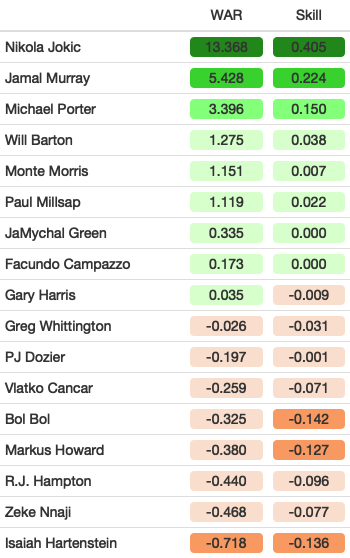 WAR Skill
Nikola Jokic 13.368 0.405
Jamal Murray 5.428 0.224
Michael Porter 3.396 0.150
Will Barton 1.275 0.038
Monte Morris 1.151 0.007
Paul Millsap 1.119 0.022
JaMychal Green 0.335 0.000
Facundo Campazzo 0.173 0.000
Gary Harris 0.035 -0.009
Greg Whittington -0.026 -0.031
PJ Dozier -0.197 -0.001
Vlatko Cancar -0.259 -0.071
Bol Bol -0.325 -0.142
Markus Howard -0.380 -0.127
R.J. Hampton -0.440 -0.096
Zeke Nnaji -0.468 -0.077
Isaiah Hartenstein -0.718 -0.136